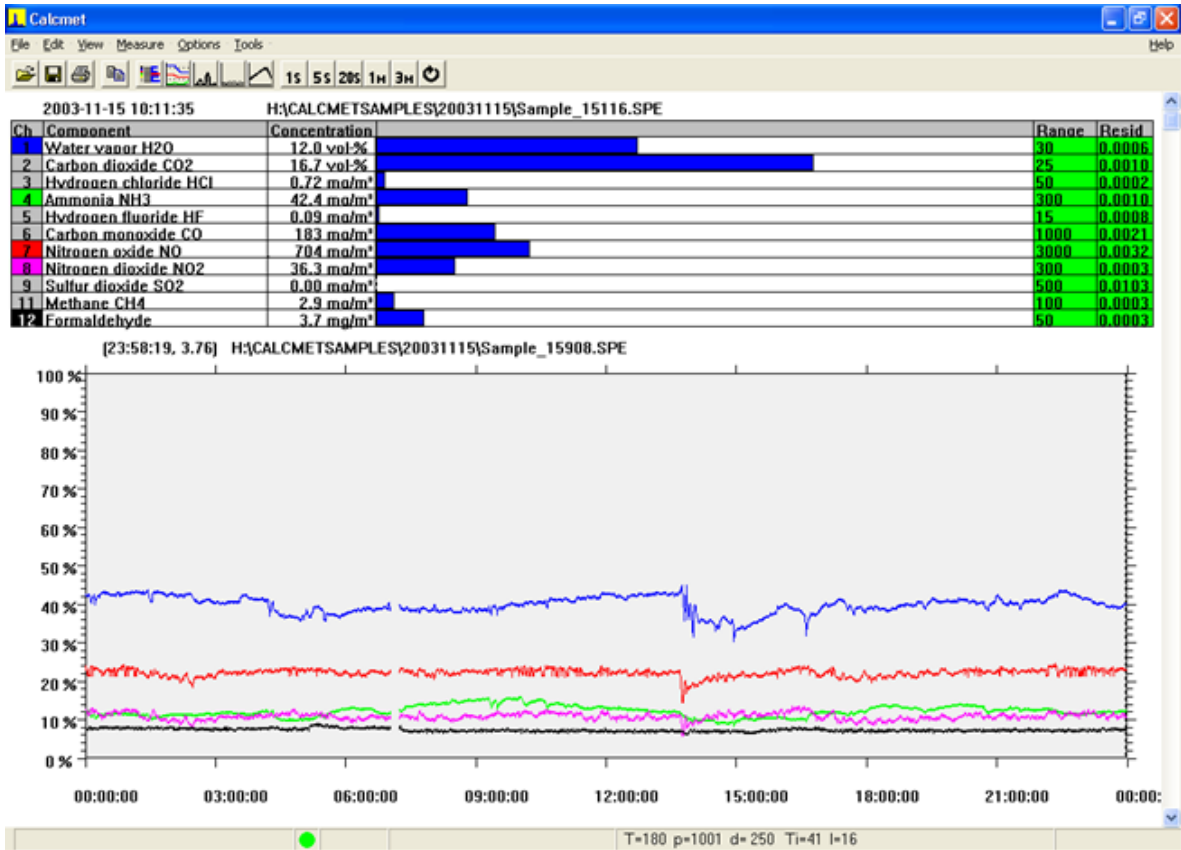 Calcmet
File Edit View Measure Options Tools Help
1s 5s 20s 1м 3м
2003-11-15 10:11:35 H:\CALCMETSAMPLES\20031115\Sample_15116.SPE
Ch Component Concentration Range Resid
1 Water vapor H2O 12.0 vol-% 30 0.0006
2 Carbon dioxide CO2 16.7 vol-% 25 0.0010
3 Hydrogen chloride HCl 0.72 mg/m³ 50 0.0002
4 Ammonia NH3 42.4 mg/m³ 300 0.0010
5 Hydrogen fluoride HF 0.09 mg/m³ 15 0.0008
6 Carbon monoxide CO 183 mg/m³ 1000 0.0021
7 Nitrogen oxide NO 704 mg/m³ 3000 0.0032
8 Nitrogen dioxide NO2 36.3 mg/m³ 300 0.0003
9 Sulfur dioxide SO2 0.00 mg/m³ 500 0.0103
11 Methane CH4 2.9 mg/m³ 100 0.0003
12 Formaldehyde 3.7 mg/m³ 50 0.0003
[23:58:19, 3.76] H:\CALCMETSAMPLES\20031115\Sample_15908.SPE
100 %
90 %
80 %
70 %
60 %
50 %
40 %
30 %
20 %
10 %
0 %
00:00:00 03:00:00 06:00:00 09:00:00 12:00:00 15:00:00 18:00:00 21:00:00 00:00:
T=180 p=1001 d= 250 Ti=41 I=16